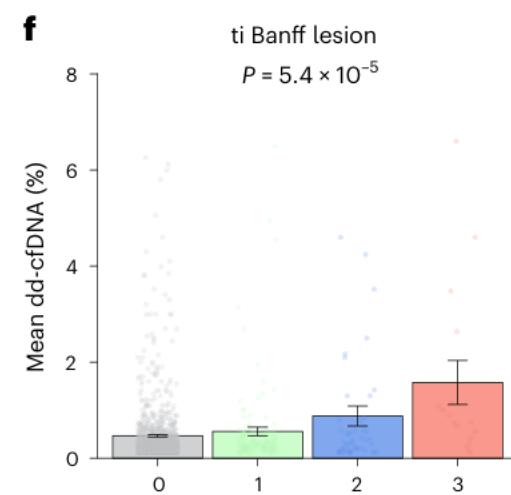 f
ti Banff lesion
P = 5.4 × 10⁻⁵
Mean dd-cfDNA (%)
8
6
4
2
0
0 1 2 3